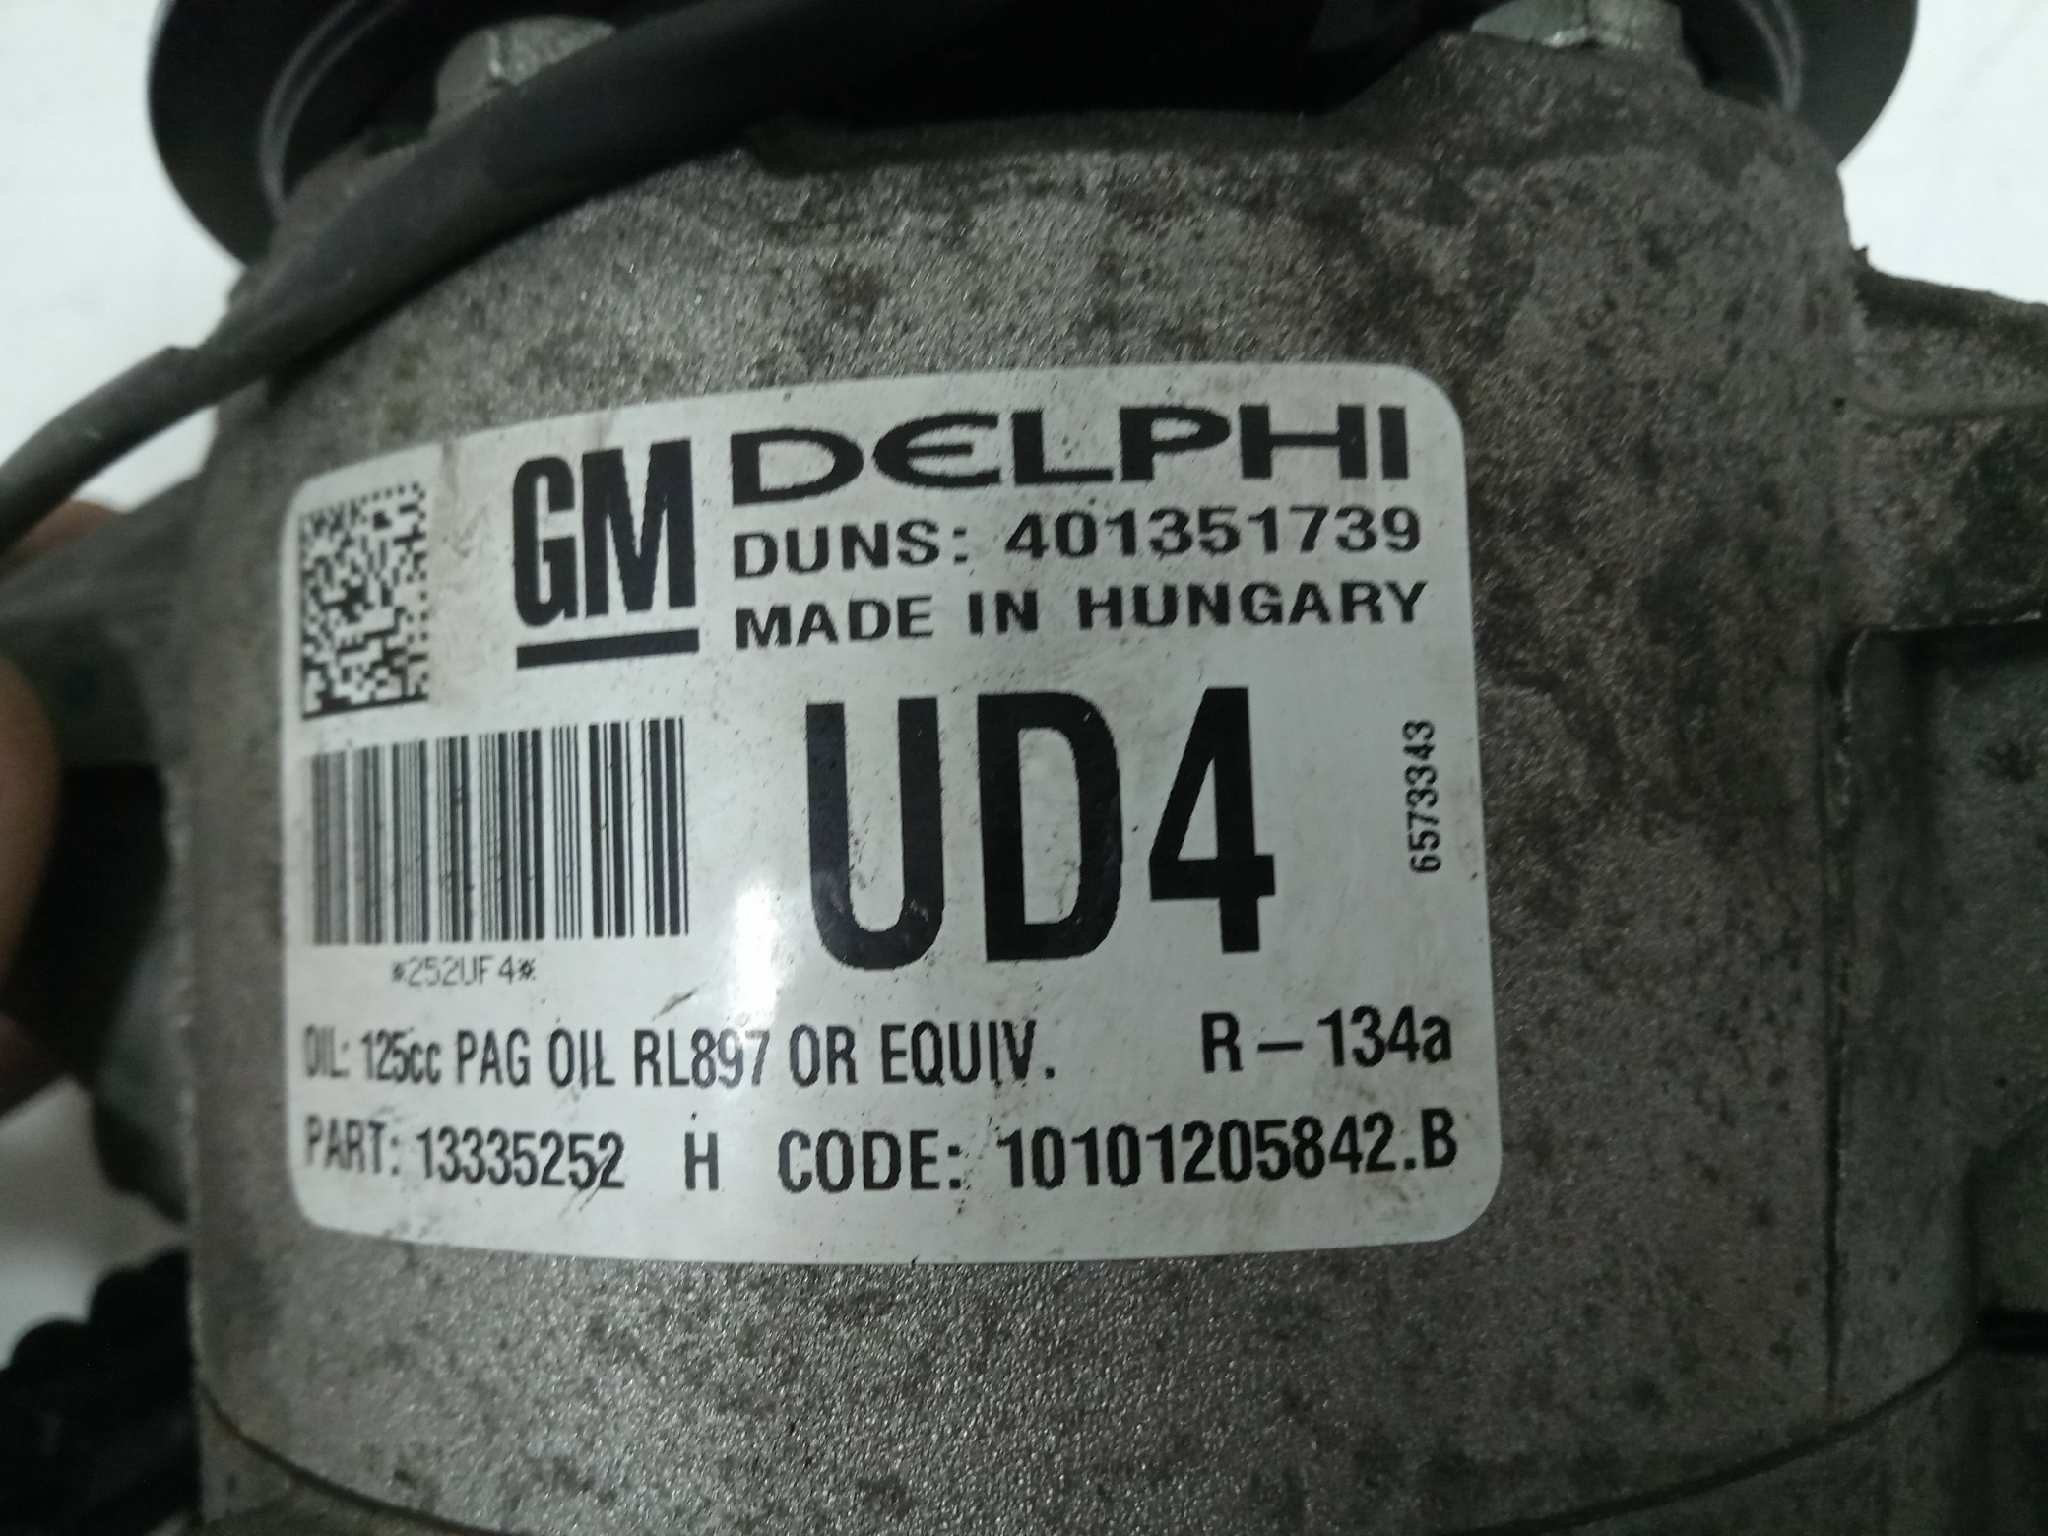 GM DELPHI
DUNS: 401351739
MADE IN HUNGARY
UD4
65733343
*252UF4*
OIL: 125cc PAG OIL RL897 OR EQUIV. R-134a
PART: 13335252 H CODE: 10101205842.B